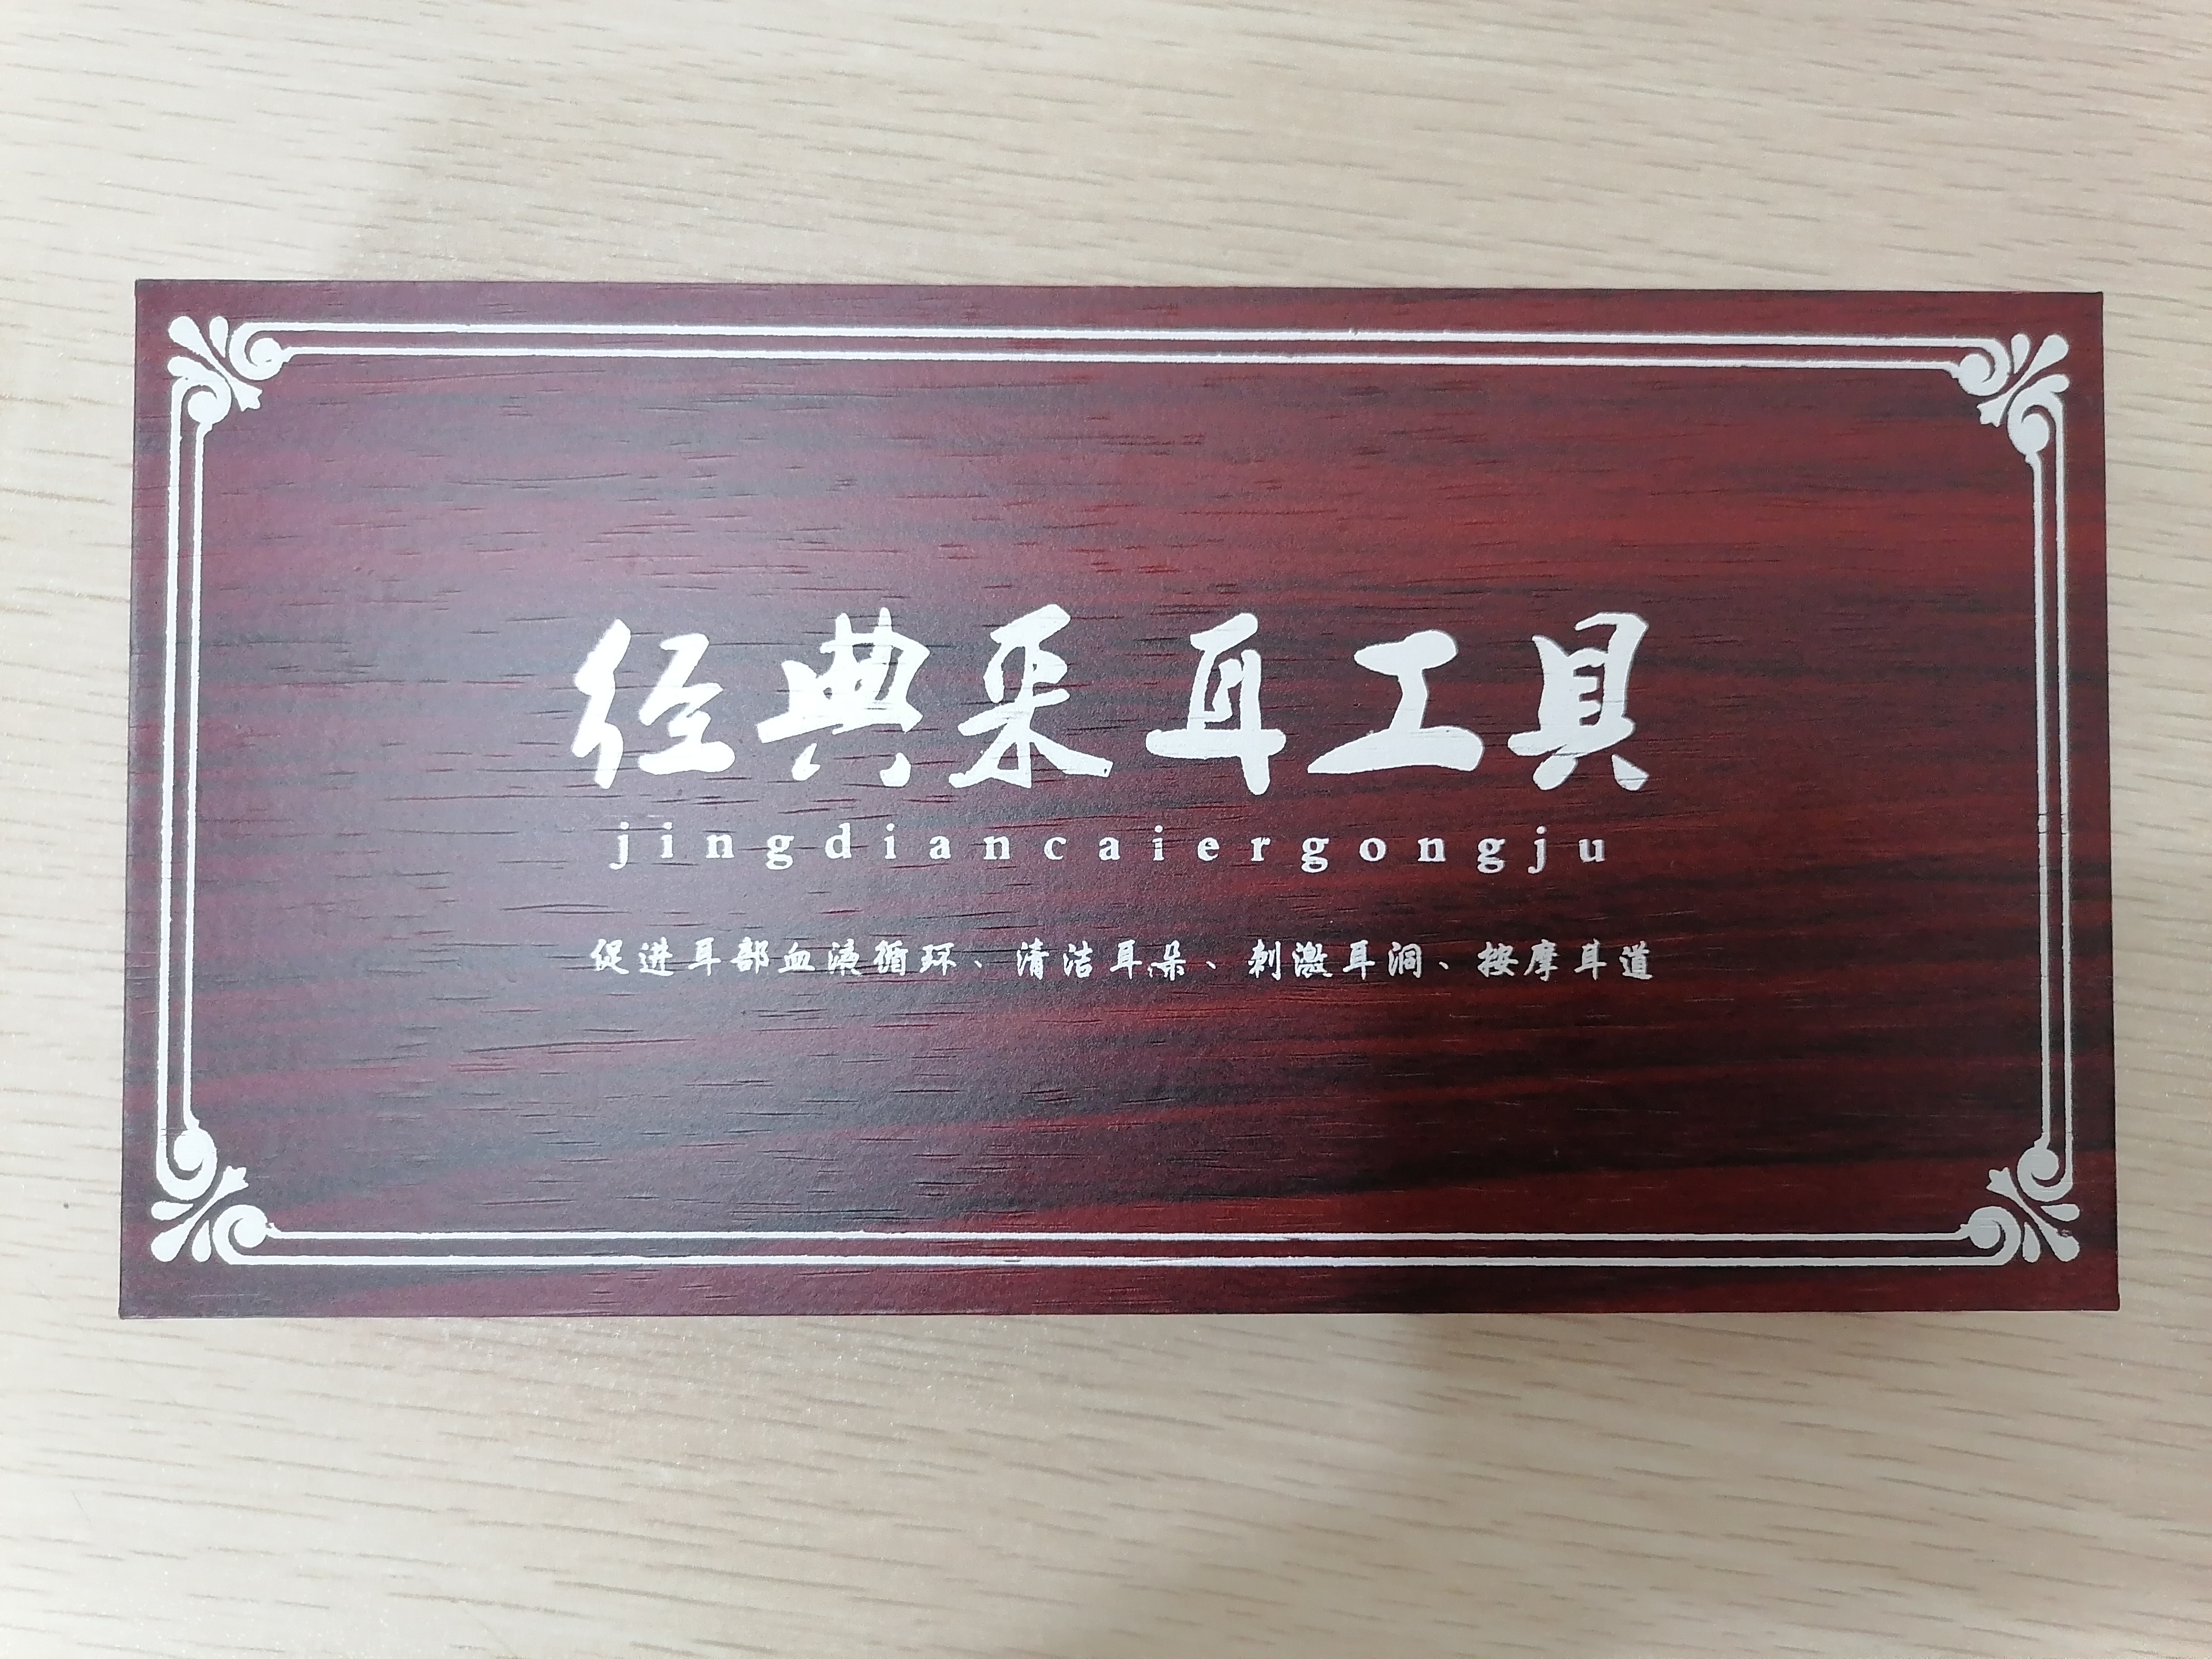 经典采耳工具
jingdiancaiergongju
促进耳部血液循环、清洁耳朵、刺激耳洞、按摩耳道